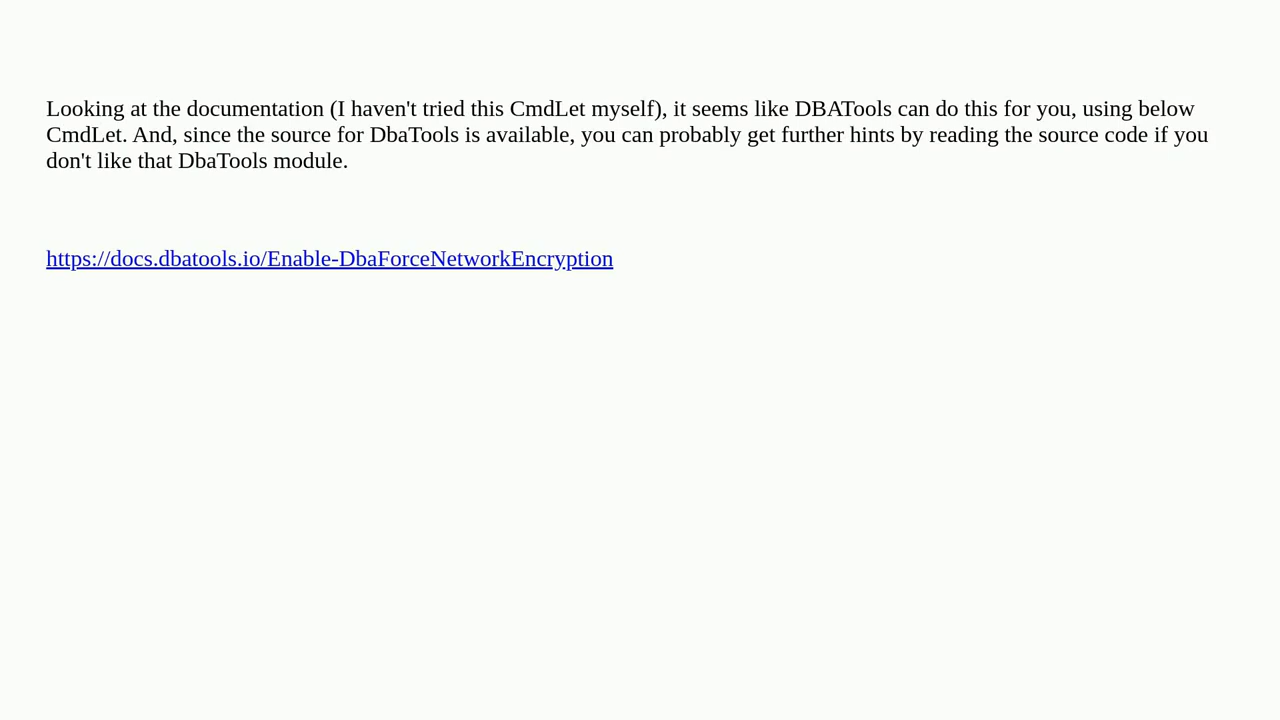 Looking at the documentation (I haven't tried this CmdLet myself), it seems like DBATools can do this for you, using below
CmdLet. And, since the source for DbaTools is available, you can probably get further hints by reading the source code if you
don't like that DbaTools module.
https://docs.dbatools.io/Enable-DbaForceNetworkEncryption